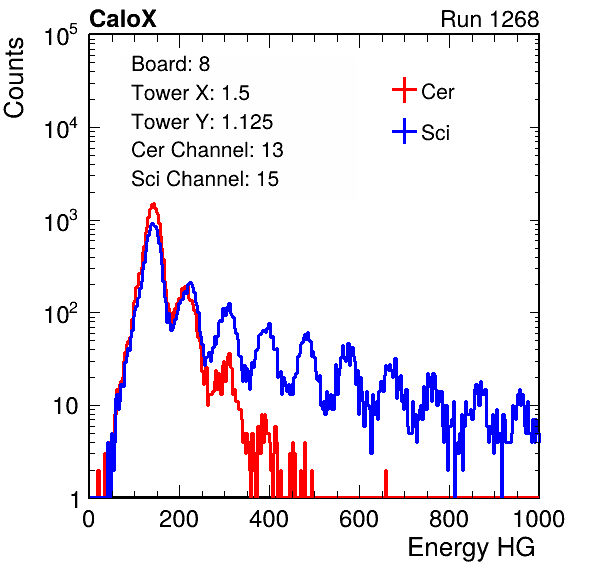 CaloX Run 1268
Counts
10^5
10^4
10^3
10^2
10
1
Board: 8
Tower X: 1.5
Tower Y: 1.125
Cer Channel: 13
Sci Channel: 15
Cer
Sci
0 200 400 600 800 1000
Energy HG